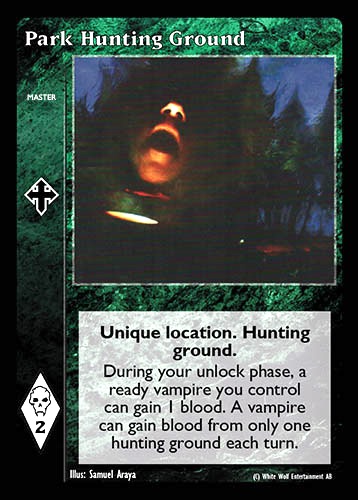 Park Hunting Ground
MASTER
Unique location. Hunting
ground.
During your unlock phase, a
ready vampire you control
can gain 1 blood. A vampire
can gain blood from only one
hunting ground each turn.
2
Illus: Samuel Araya
(C) White Wolf Entertainment AB